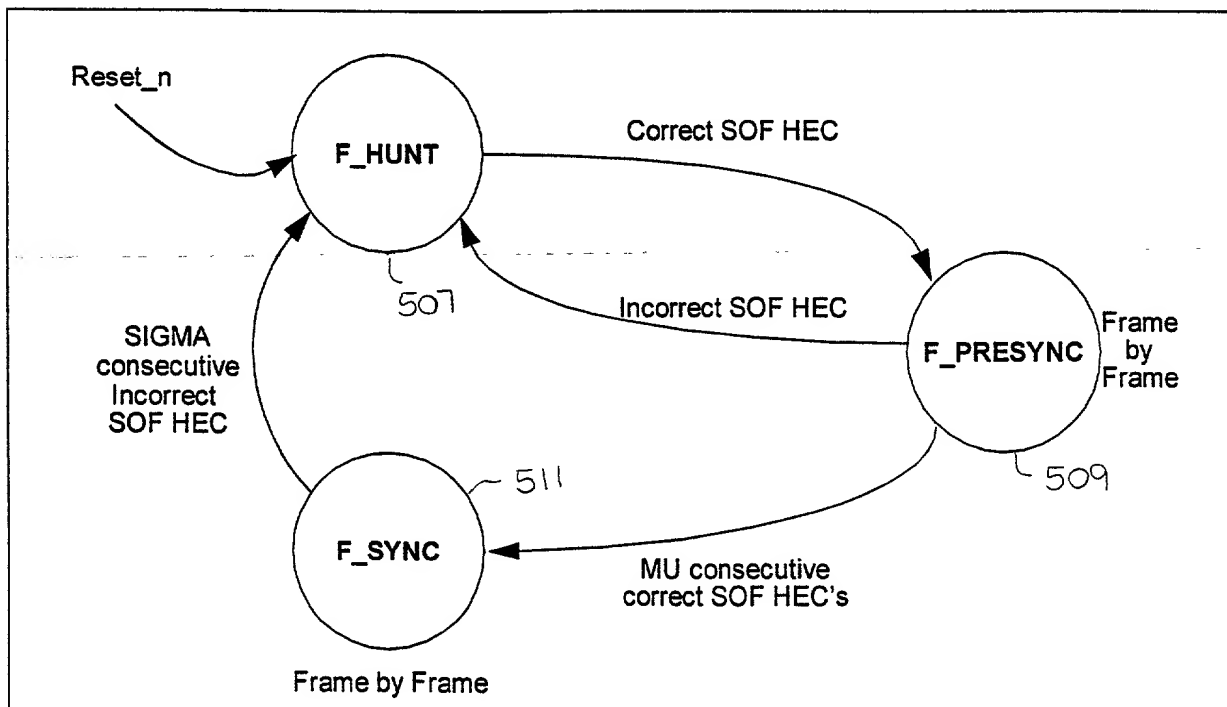 Reset_n
F_HUNT
Correct SOF HEC
507
Incorrect SOF HEC
SIGMA
consecutive
Incorrect
SOF HEC
F_PRESYNC
Frame
by
Frame
509
511
F_SYNC
MU consecutive
correct SOF HEC's
Frame by Frame